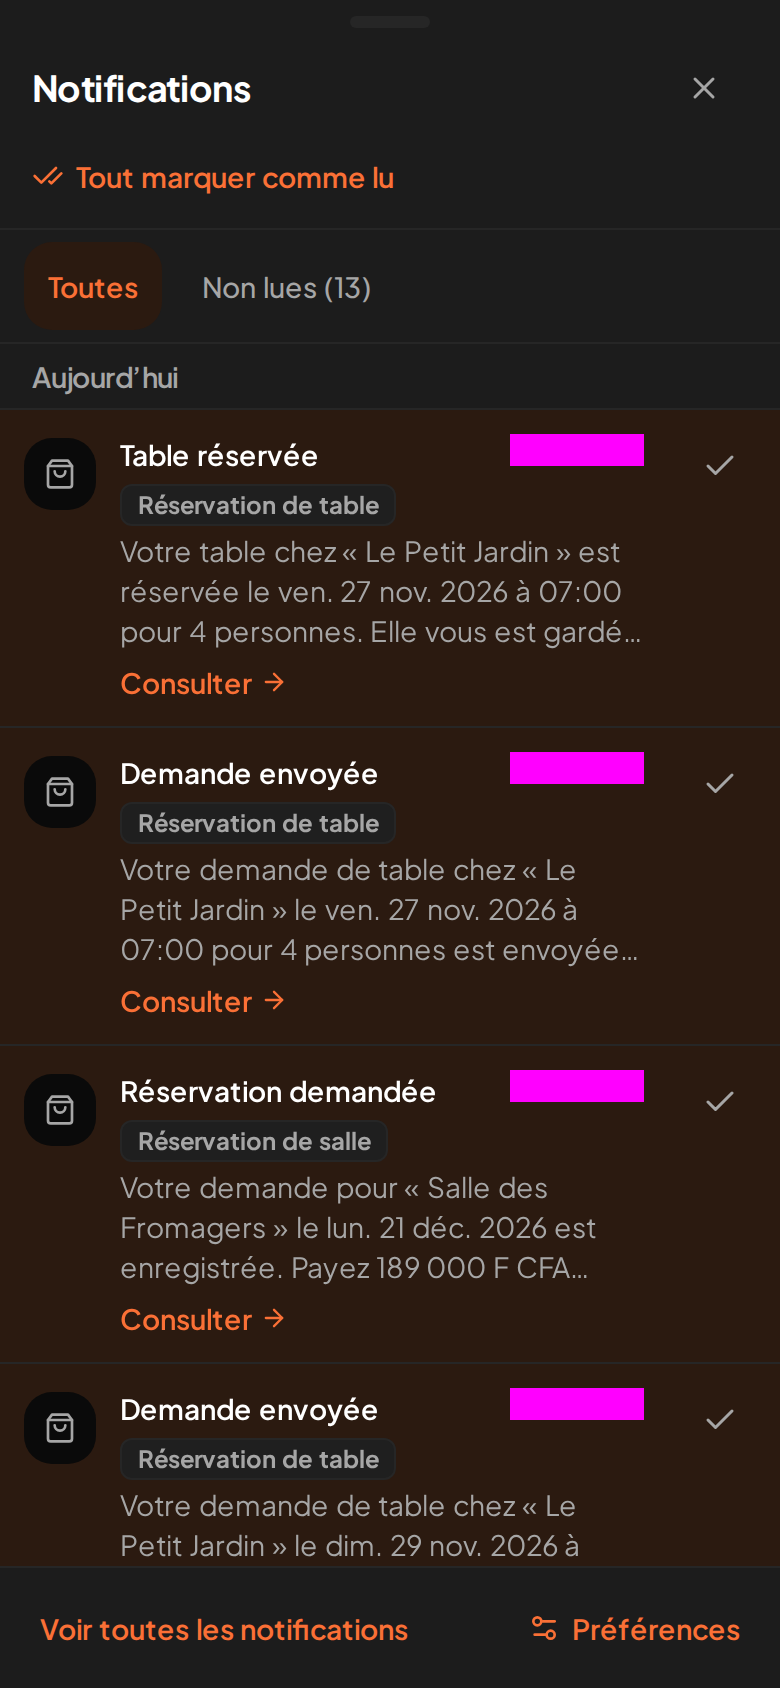 Notifications
Tout marquer comme lu
Toutes
Non lues (13)
Aujourd’hui
Table réservée
Réservation de table
Votre table chez « Le Petit Jardin » est
réservée le ven. 27 nov. 2026 à 07:00
pour 4 personnes. Elle vous est gardé…
Consulter
Demande envoyée
Réservation de table
Votre demande de table chez « Le
Petit Jardin » le ven. 27 nov. 2026 à
07:00 pour 4 personnes est envoyée…
Consulter
Réservation demandée
Réservation de salle
Votre demande pour « Salle des
Fromagers » le lun. 21 déc. 2026 est
enregistrée. Payez 189 000 F CFA…
Consulter
Demande envoyée
Réservation de table
Votre demande de table chez « Le
Petit Jardin » le dim. 29 nov. 2026 à
Voir toutes les notifications
Préférences